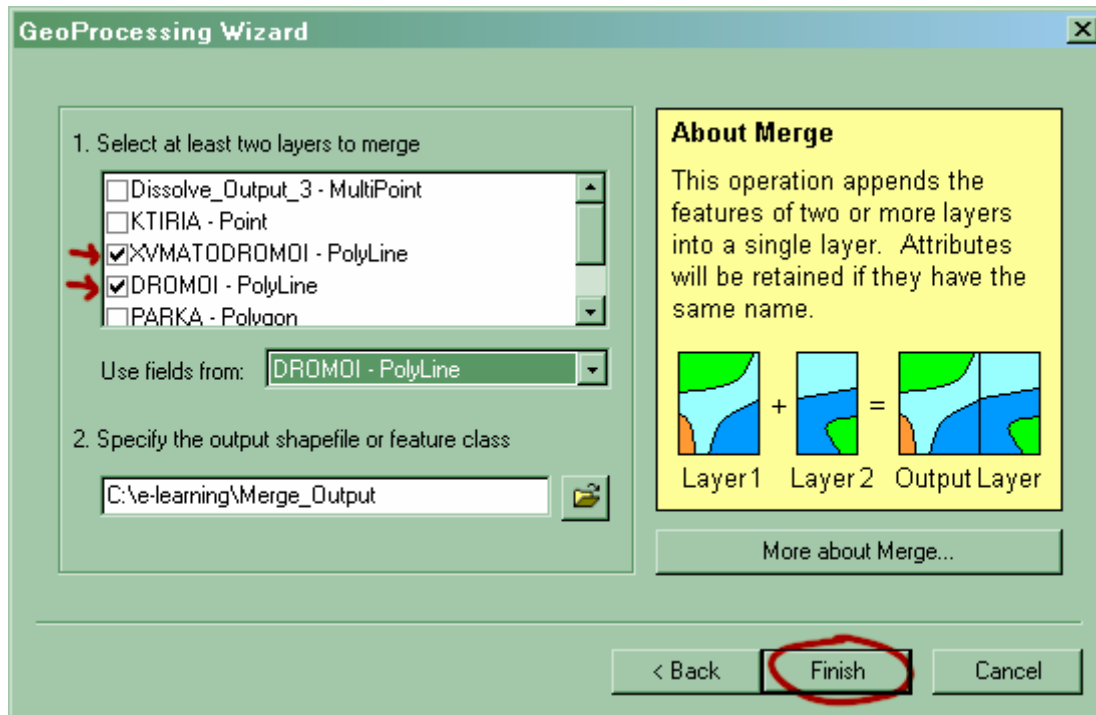 GeoProcessing Wizard
1. Select at least two layers to merge
Dissolve_Output_3 - MultiPoint
KTIRIA - Point
XVMATODROMOI - PolyLine
DROMOI - PolyLine
PARKA - Polygon
Use fields from: DROMOI - PolyLine
2. Specify the output shapefile or feature class
C:\e-learning\Merge_Output
About Merge
This operation appends the
features of two or more layers
into a single layer. Attributes
will be retained if they have the
same name.
+ =
Layer 1 Layer 2 Output Layer
More about Merge...
< Back Finish Cancel